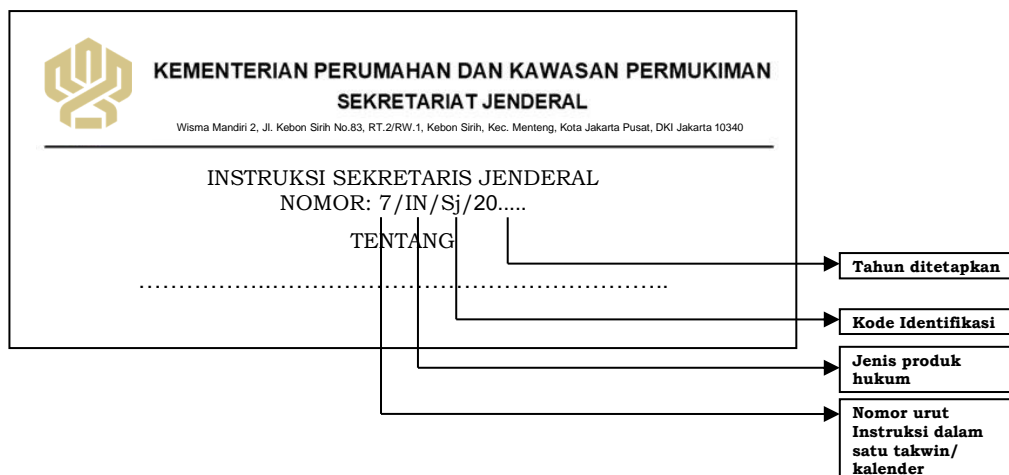 KEMENTERIAN PERUMAHAN DAN KAWASAN PERMUKIMAN
SEKRETARIAT JENDERAL
Wisma Mandiri 2, Jl. Kebon Sirih No.83, RT.2/RW.1, Kebon Sirih, Kec. Menteng, Kota Jakarta Pusat, DKI Jakarta 10340
INSTRUKSI SEKRETARIS JENDERAL
NOMOR: 7/IN/Sj/20.....
TENTANG
……………..…………………………………………..
Tahun ditetapkan
Kode Identifikasi
Jenis produk
hukum
Nomor urut
Instruksi dalam
satu takwin/
kalender